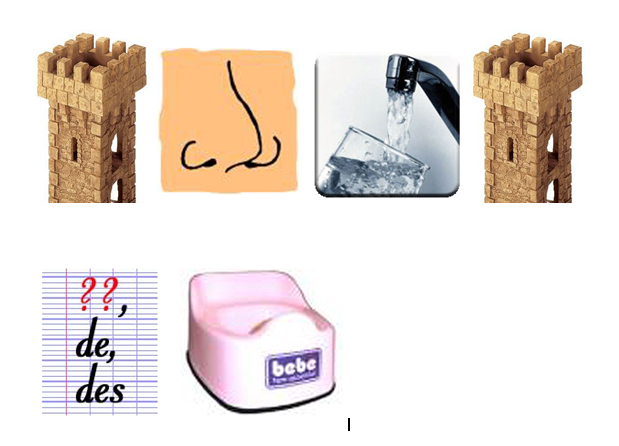 ??,
de,
des
bebe